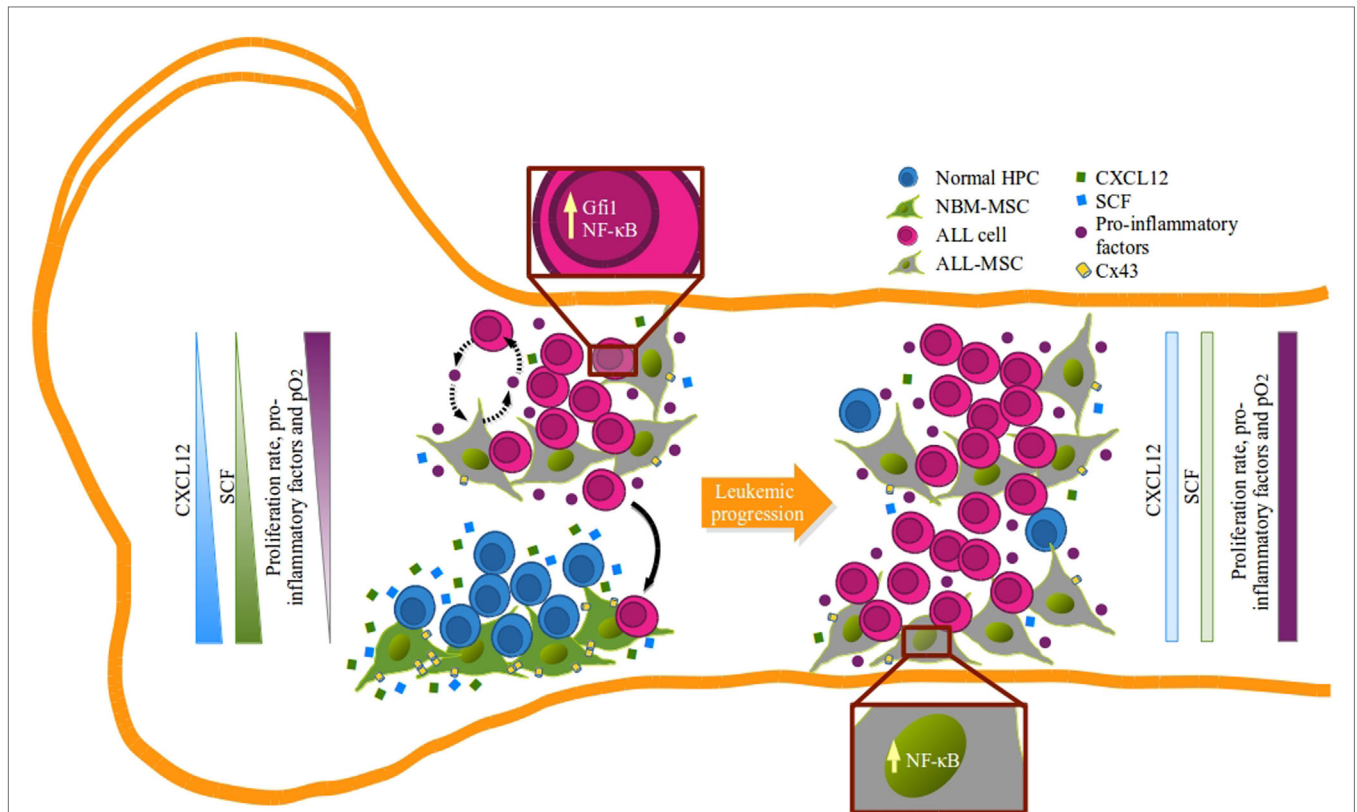 Gfi1
NF-κB
Normal HPC
NBM-MSC
ALL cell
ALL-MSC
CXCL12
SCF
Pro-inflammatory
factors
Cx43
CXCL12
SCF
Proliferation rate, pro-
inflammatory factors and pO2
Leukemic
progression
CXCL12
SCF
Proliferation rate, pro-
inflammatory factors and pO2
NF-κB